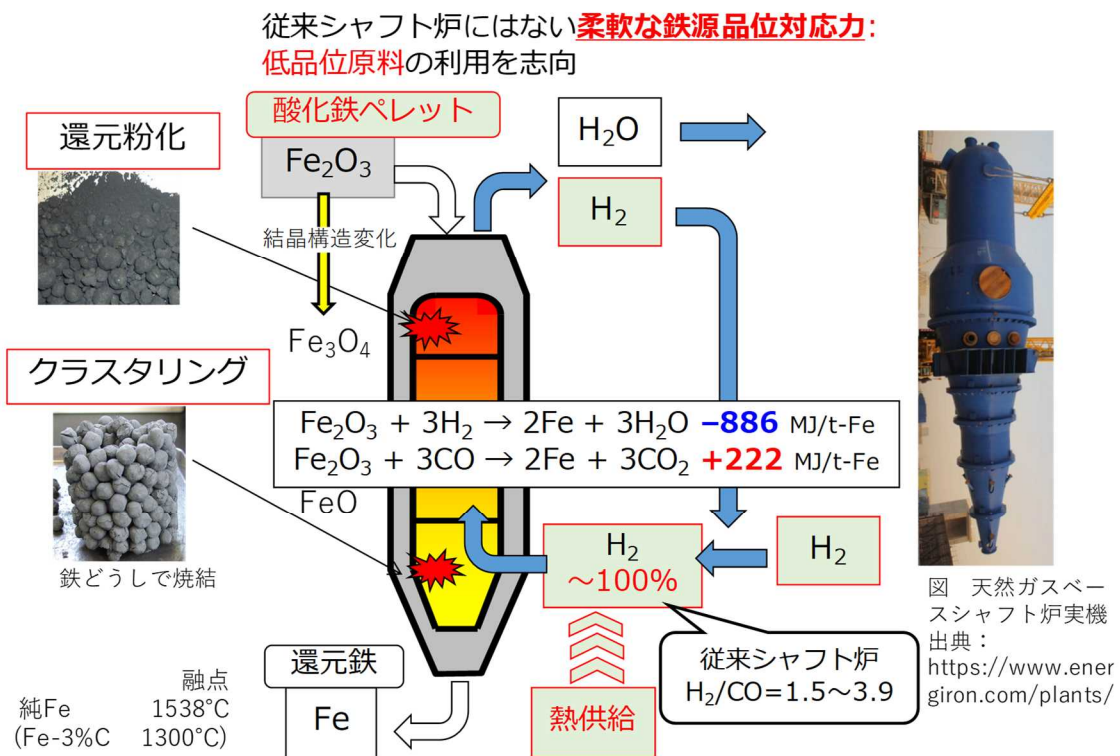 従来シャフト炉にはない柔軟な鉄源品位対応力:
低品位原料の利用を志向
酸化鉄ペレット
Fe₂O₃
結晶構造変化
還元粉化
H₂O
H₂
Fe₃O₄
クラスタリング
Fe₂O₃ + 3H₂ → 2Fe + 3H₂O –886 MJ/t-Fe
Fe₂O₃ + 3CO → 2Fe + 3CO₂ +222 MJ/t-Fe
FeO
鉄どうしで焼結
H₂
～100%
H₂
従来シャフト炉
H₂/CO=1.5～3.9
熱供給
還元鉄
Fe
融点
純Fe 1538°C
(Fe-3%C 1300°C)
図 天然ガスベー
スシャフト炉実機
出典：
https://www.ener
giron.com/plants/